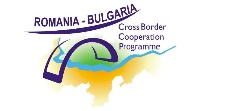 ROMANIA - BULGARIA
Cross Border
Cooperation
Programme